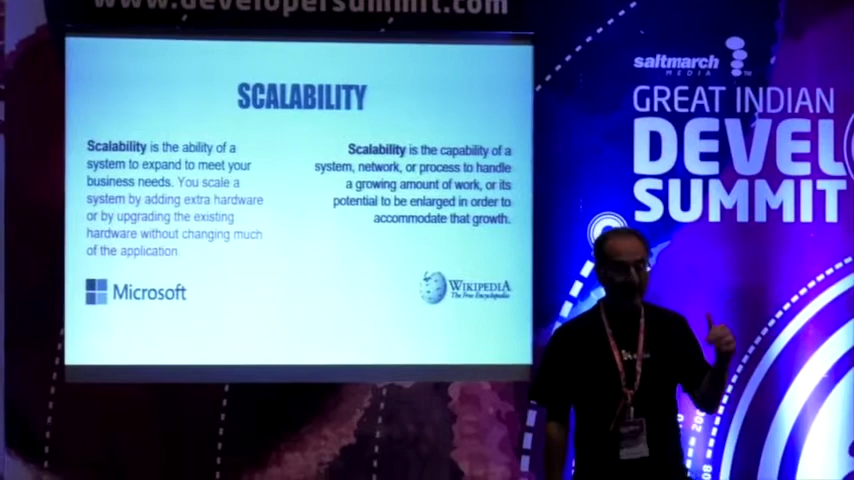 www.developersummit.com
SCALABILITY
Scalability is the ability of a
system to expand to meet your
business needs. You scale a
system by adding extra hardware
or by upgrading the existing
hardware without changing much
of the application.
Microsoft
Scalability is the capability of a
system, network, or process to handle
a growing amount of work, or its
potential to be enlarged in order to
accommodate that growth.
WIKIPEDIA
The Free Encyclopedia
saltmarch
MEDIA
TM
GREAT INDIAN
DEVEL
SUMMIT